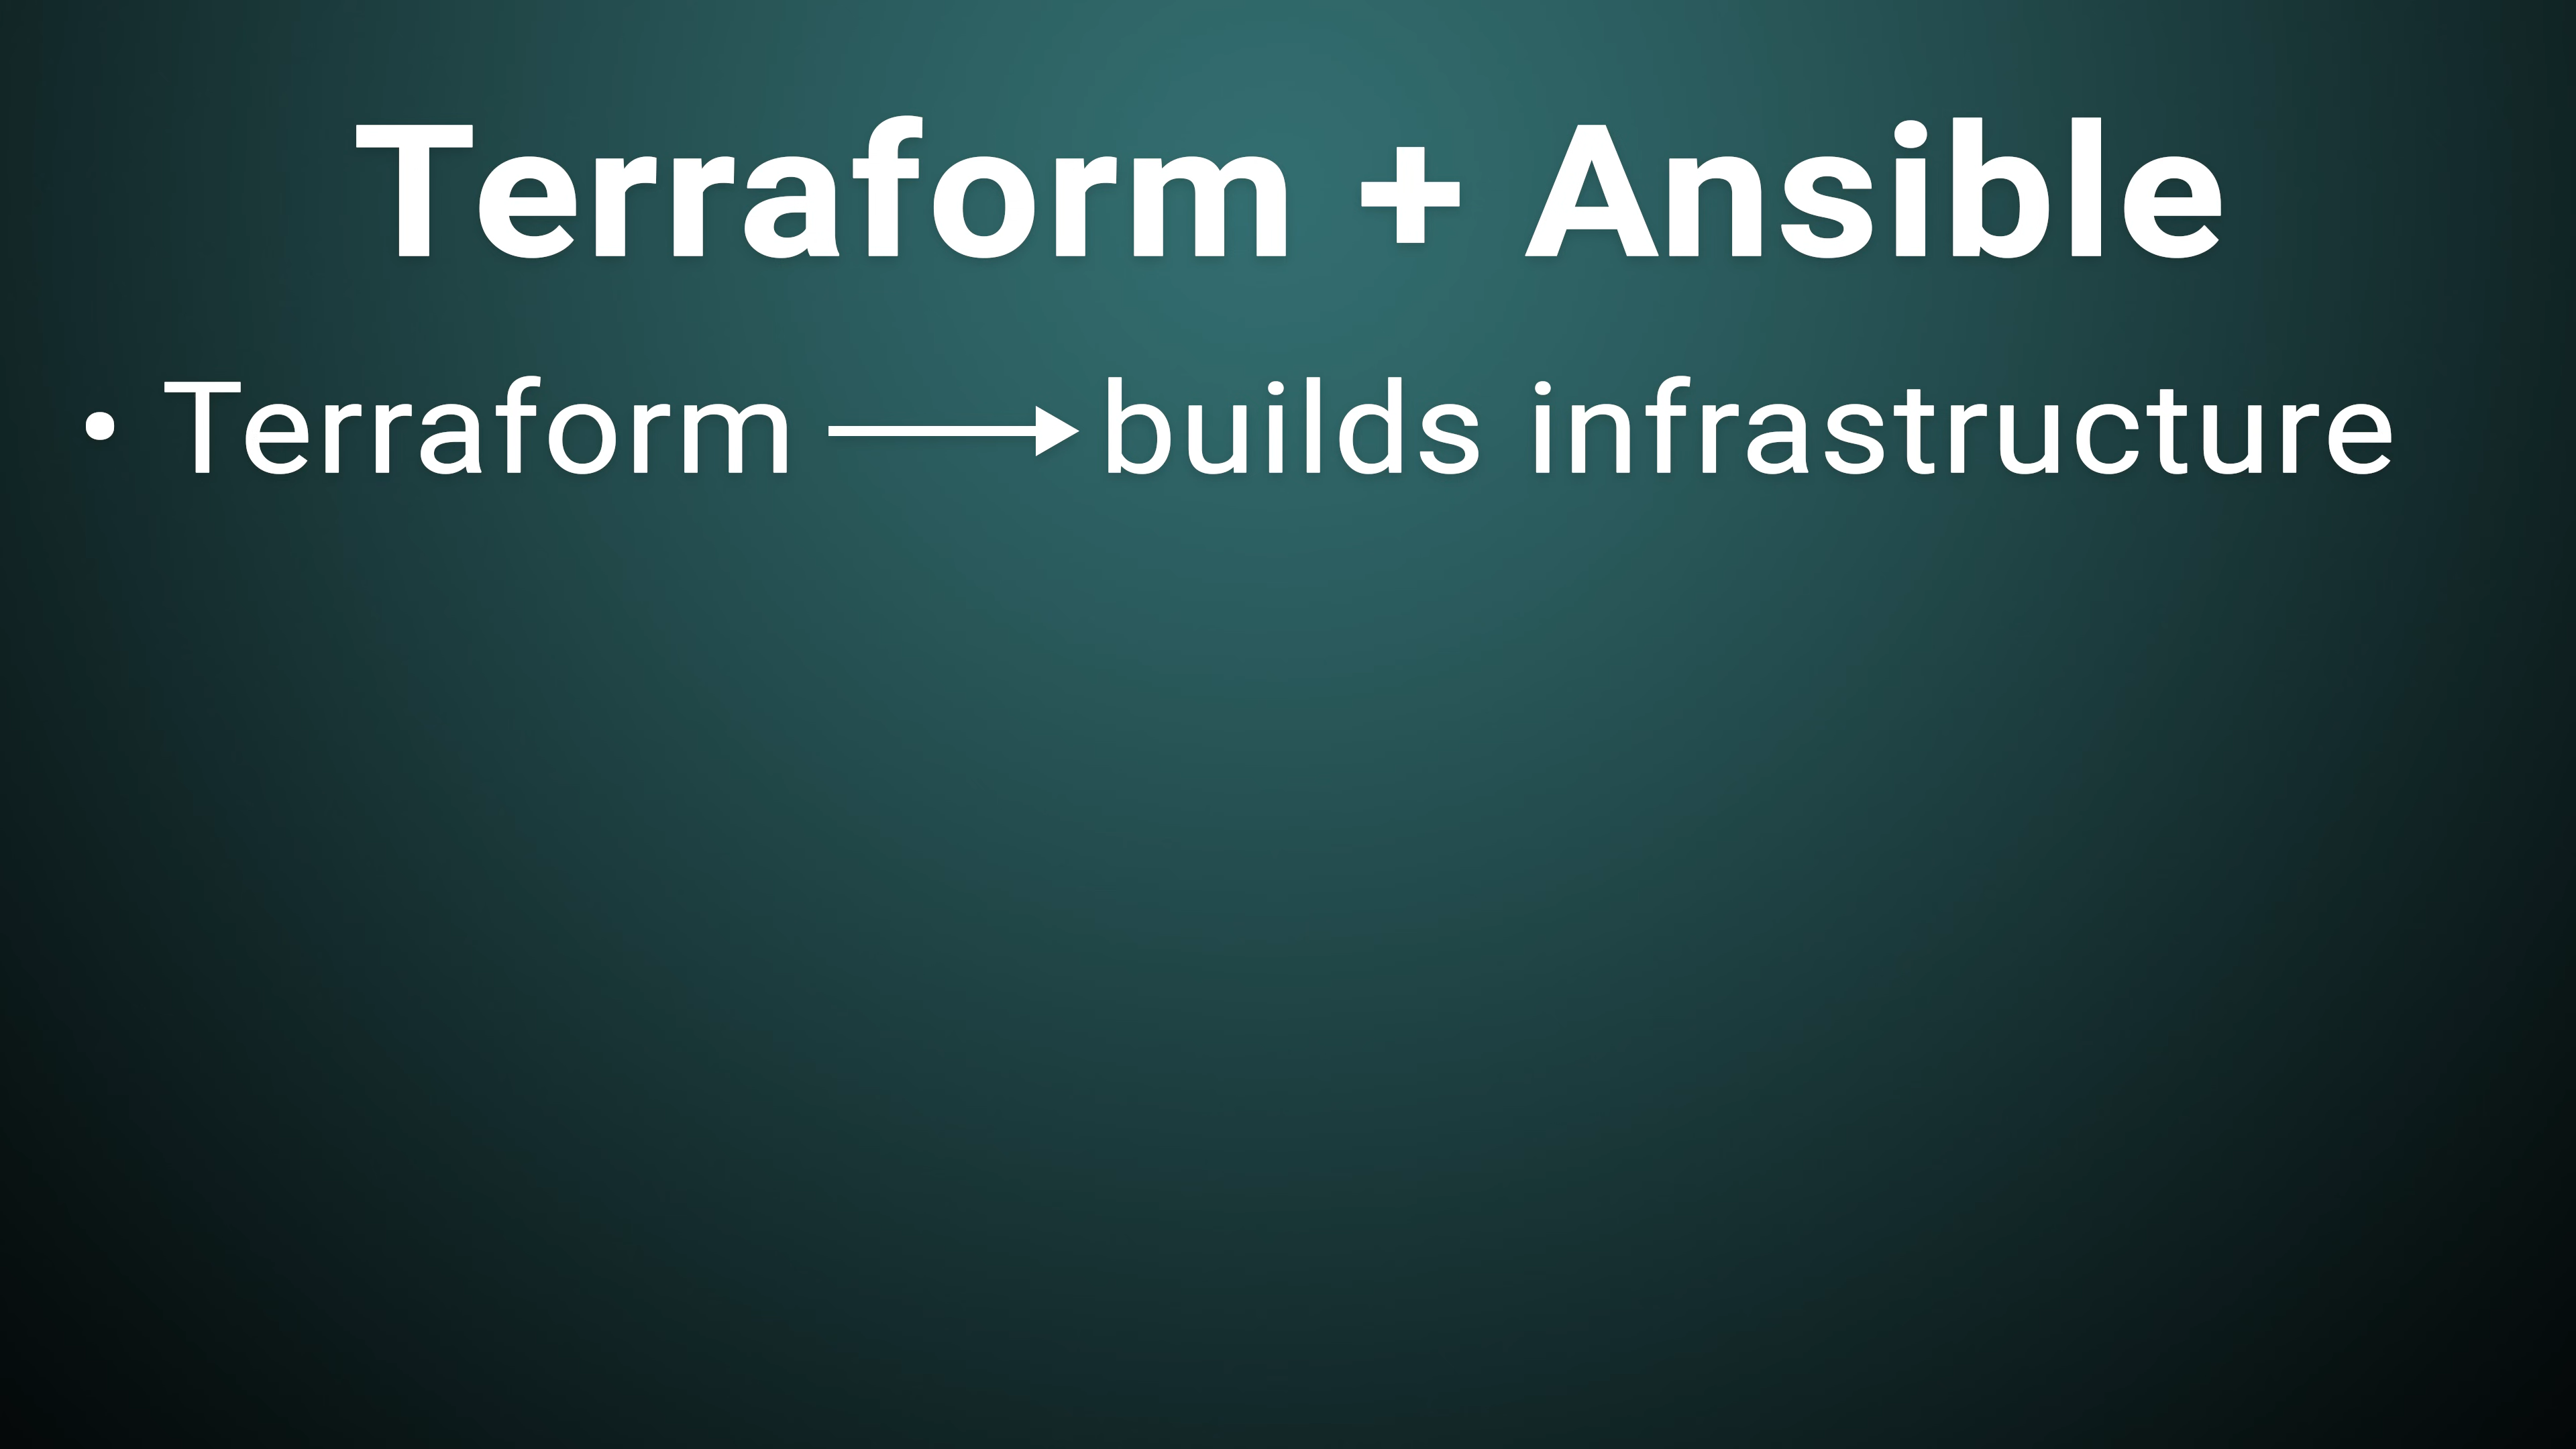 Terraform + Ansible
• Terraform → builds infrastructure